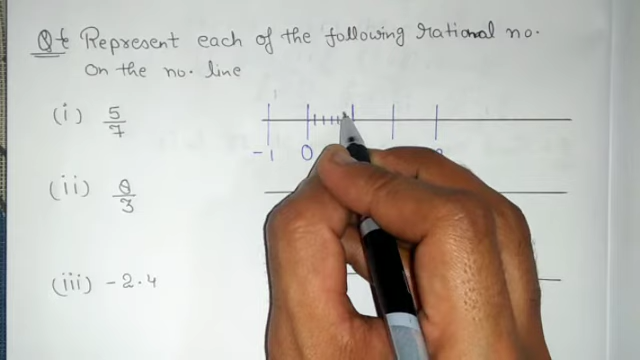 Q Represent each of the following rational no.
on the no. line
(i) 5/7
-1 0
(ii) 8/3
(iii) -2.4